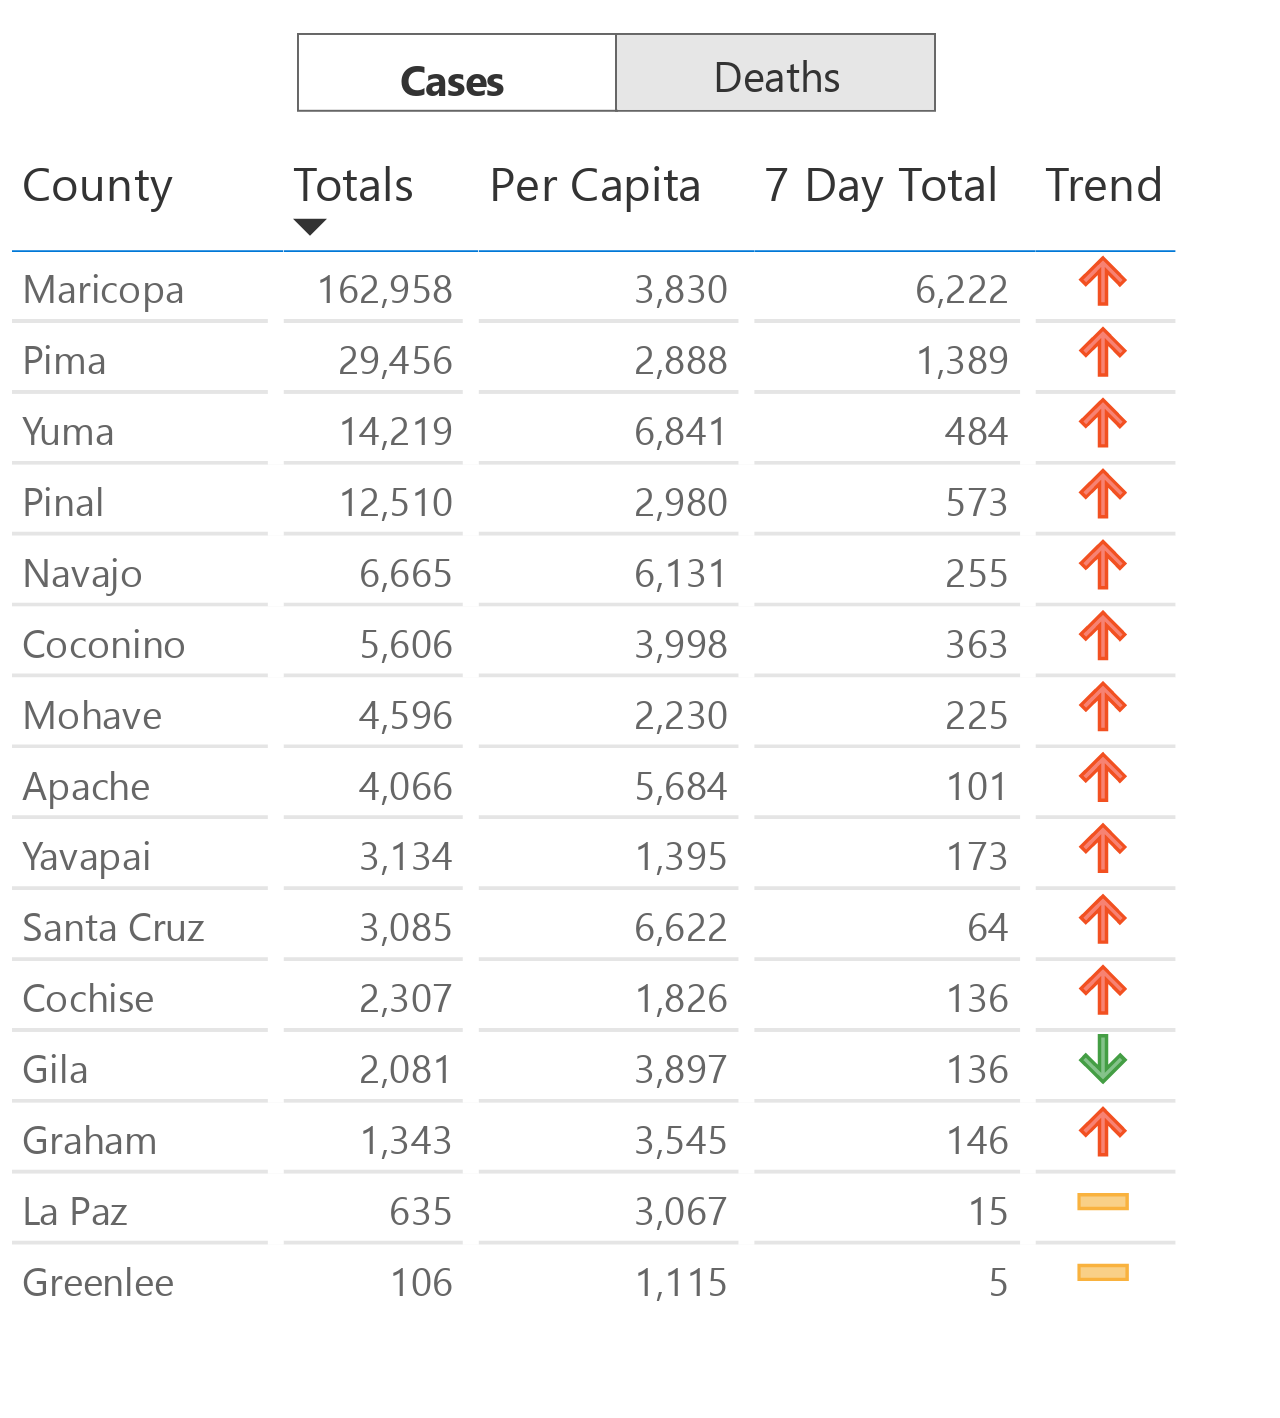 Cases Deaths
County Totals Per Capita 7 Day Total Trend
Maricopa 162,958 3,830 6,222
Pima 29,456 2,888 1,389
Yuma 14,219 6,841 484
Pinal 12,510 2,980 573
Navajo 6,665 6,131 255
Coconino 5,606 3,998 363
Mohave 4,596 2,230 225
Apache 4,066 5,684 101
Yavapai 3,134 1,395 173
Santa Cruz 3,085 6,622 64
Cochise 2,307 1,826 136
Gila 2,081 3,897 136
Graham 1,343 3,545 146
La Paz 635 3,067 15
Greenlee 106 1,115 5